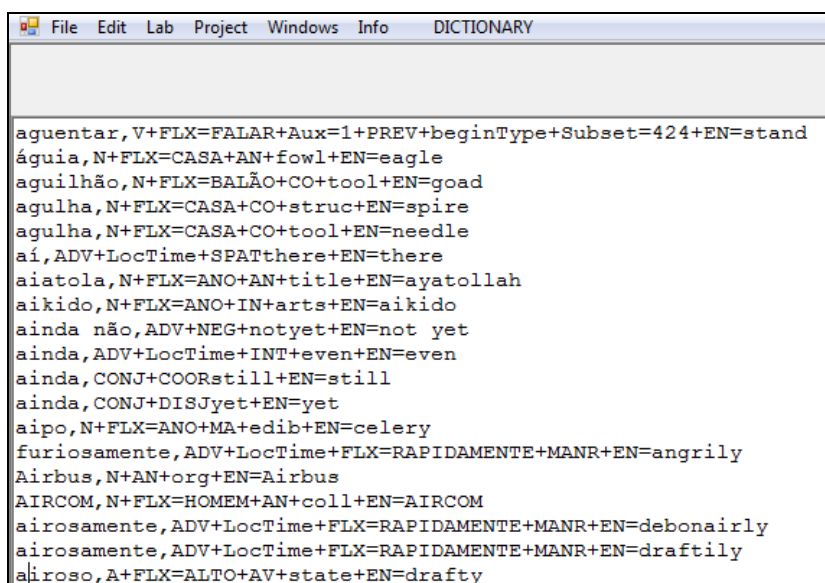 File Edit Lab Project Windows Info DICTIONARY
aguentar,V+FLX=FALAR+Aux=1+PREV+beginType+Subset=424+EN=stand
águia,N+FLX=CASA+AN+fowl+EN=eagle
aguilhão,N+FLX=BALÃO+CO+tool+EN=goad
agulha,N+FLX=CASA+CO+struc+EN=spire
agulha,N+FLX=CASA+CO+tool+EN=needle
aí,ADV+LocTime+SPATthere+EN=there
aiatola,N+FLX=ANO+AN+title+EN=ayatollah
aikido,N+FLX=ANO+IN+arts+EN=aikido
ainda não,ADV+NEG+notyet+EN=not yet
ainda,ADV+LocTime+INT+even+EN=even
ainda,CONJ+COORstill+EN=still
ainda,CONJ+DISJyet+EN=yet
aipo,N+FLX=ANO+MA+edib+EN=celery
furiosamente,ADV+LocTime+FLX=RAPIDAMENTE+MANR+EN=angrily
Airbus,N+AN+org+EN=Airbus
AIRCOM,N+FLX=HOMEM+AN+coll+EN=AIRCOM
airosamente,ADV+LocTime+FLX=RAPIDAMENTE+MANR+EN=debonairly
airosamente,ADV+LocTime+FLX=RAPIDAMENTE+MANR+EN=draftily
airoso,A+FLX=ALTO+AV+state+EN=drafty